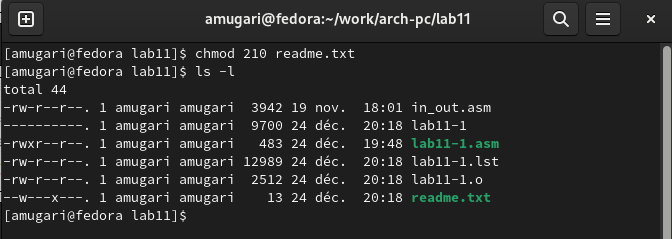 amugari@fedora:~/work/arch-pc/lab11
[amugari@fedora lab11]$ chmod 210 readme.txt
[amugari@fedora lab11]$ ls -l
total 44
-rw-r--r--. 1 amugari amugari  3942 19 nov.  18:01 in_out.asm
----------. 1 amugari amugari  9700 24 déc.  20:18 lab11-1
-rwxr--r--. 1 amugari amugari   483 24 déc.  19:48 lab11-1.asm
-rw-r--r--. 1 amugari amugari 12989 24 déc.  20:18 lab11-1.lst
-rw-r--r--. 1 amugari amugari  2512 24 déc.  20:18 lab11-1.o
--w---x---. 1 amugari amugari    13 24 déc.  20:18 readme.txt
[amugari@fedora lab11]$